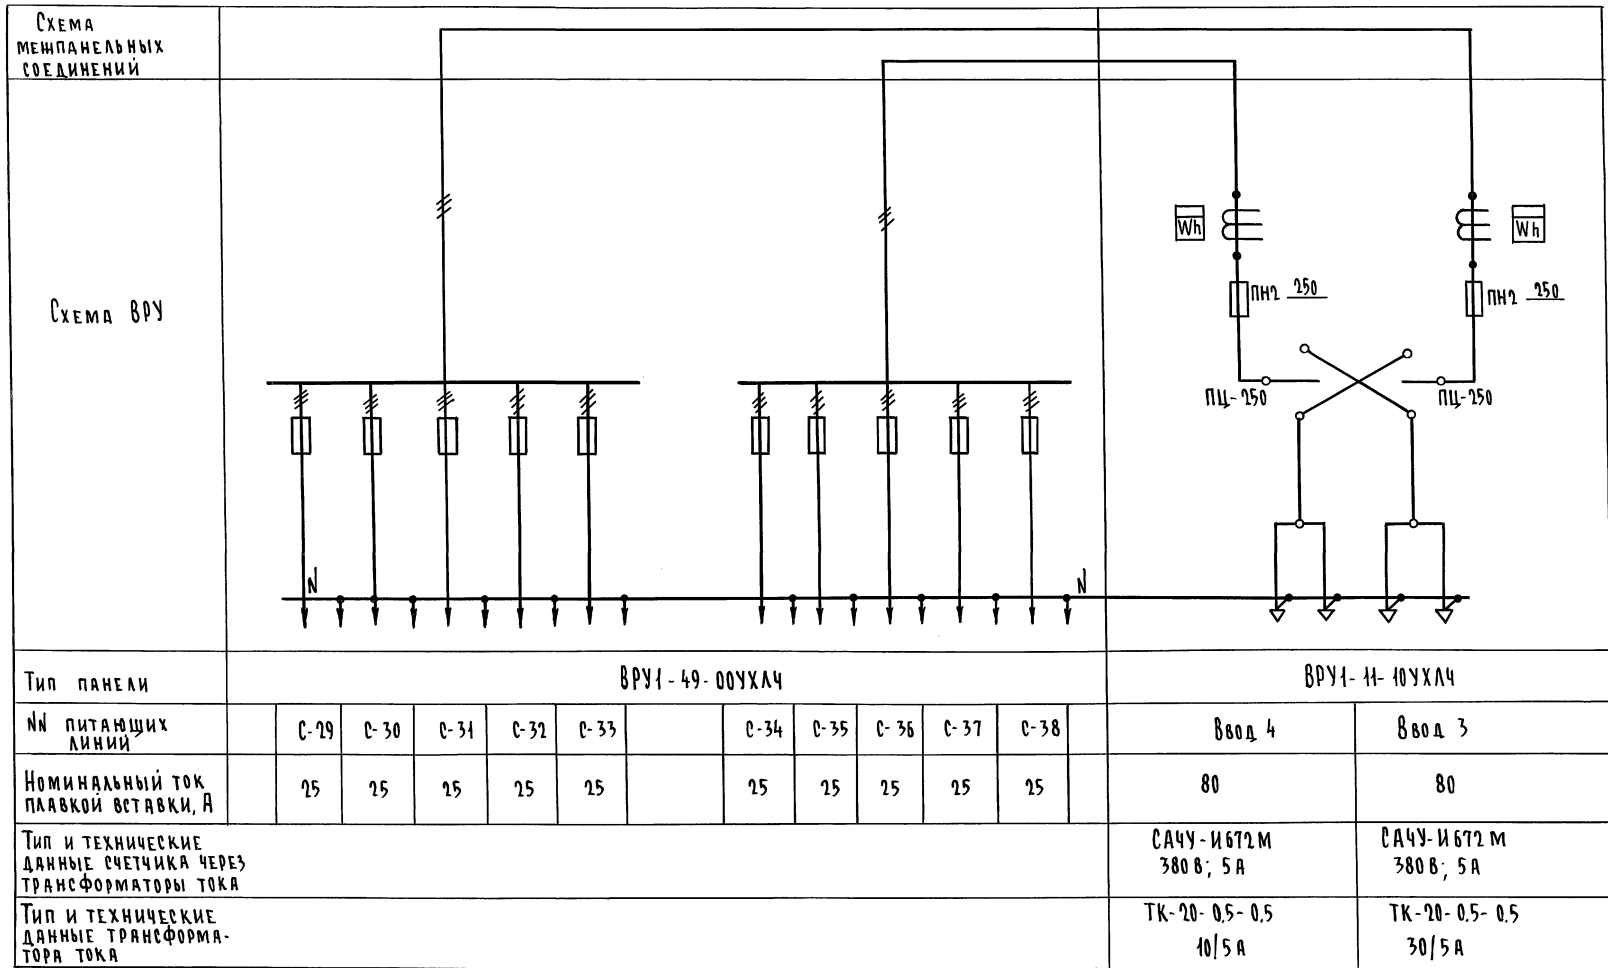 Схема
межпанельных
соединений
Схема ВРУ
Wh
Wh
ПН2 250
ПН2 250
ПЦ-250
ПЦ-250
N
N
Тип панели
ВРУ1-49-00УХЛ4
ВРУ1-11-10УХЛ4
NN питающих
линий
С-29 С-30 С-31 С-32 С-33 С-34 С-35 С-36 С-37 С-38 Ввод 4 Ввод 3
Номинальный ток
плавкой вставки, А
25 25 25 25 25 25 25 25 25 25 80 80
Тип и технические
данные счетчика через
трансформаторы тока
СА4У-И672М
380В; 5А
СА4У-И672М
380В; 5А
Тип и технические
данные трансформа-
тора тока
ТК-20-0.5-0.5
10/5А
ТК-20-0.5-0.5
30/5А